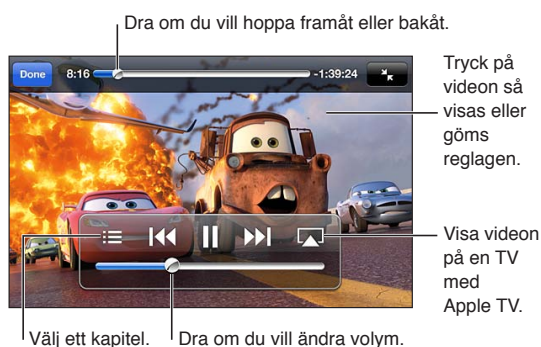 Dra om du vill hoppa framåt eller bakåt.
Done 8:16 -1:39:24
Tryck på
videon så
visas eller
göms
reglagen.
Visa videon
på en TV
med
Apple TV.
Välj ett kapitel.
Dra om du vill ändra volym.